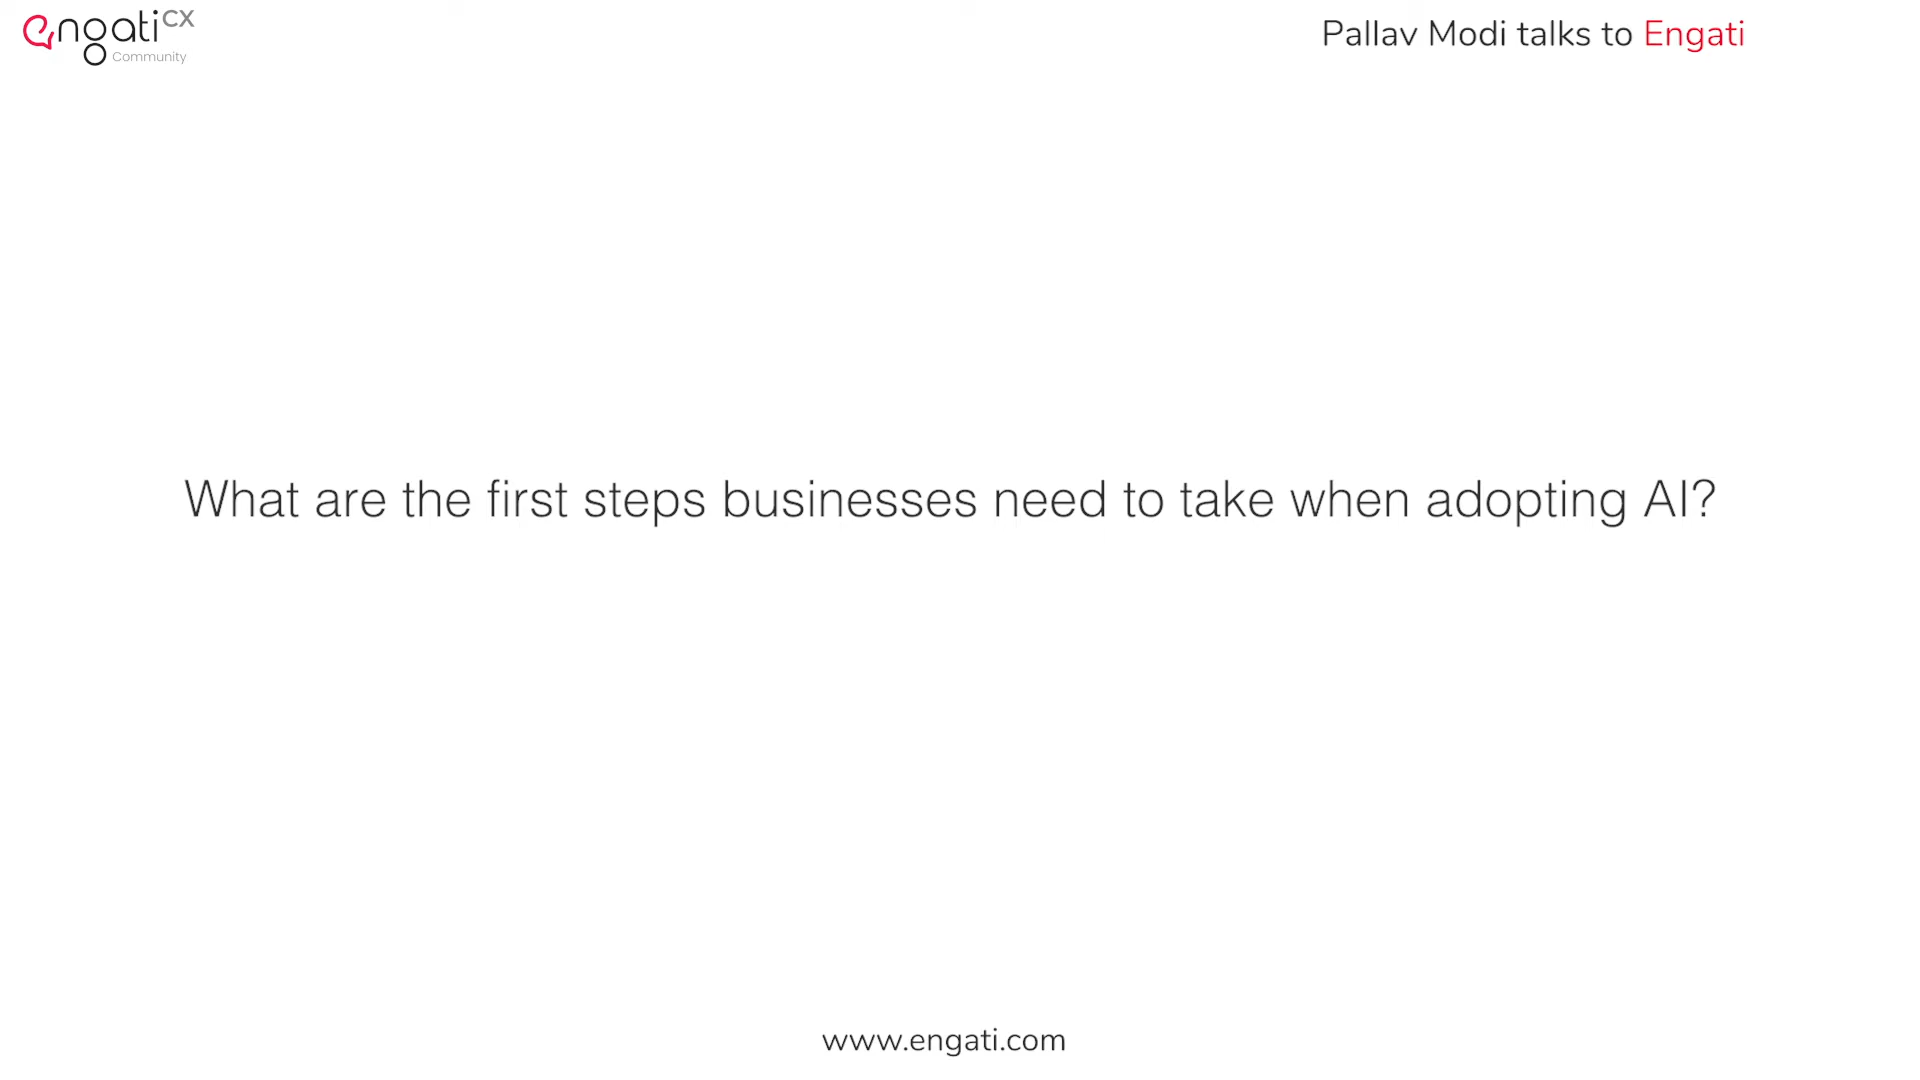 engati CX
Community
Pallav Modi talks to Engati
What are the first steps businesses need to take when adopting AI?
www.engati.com